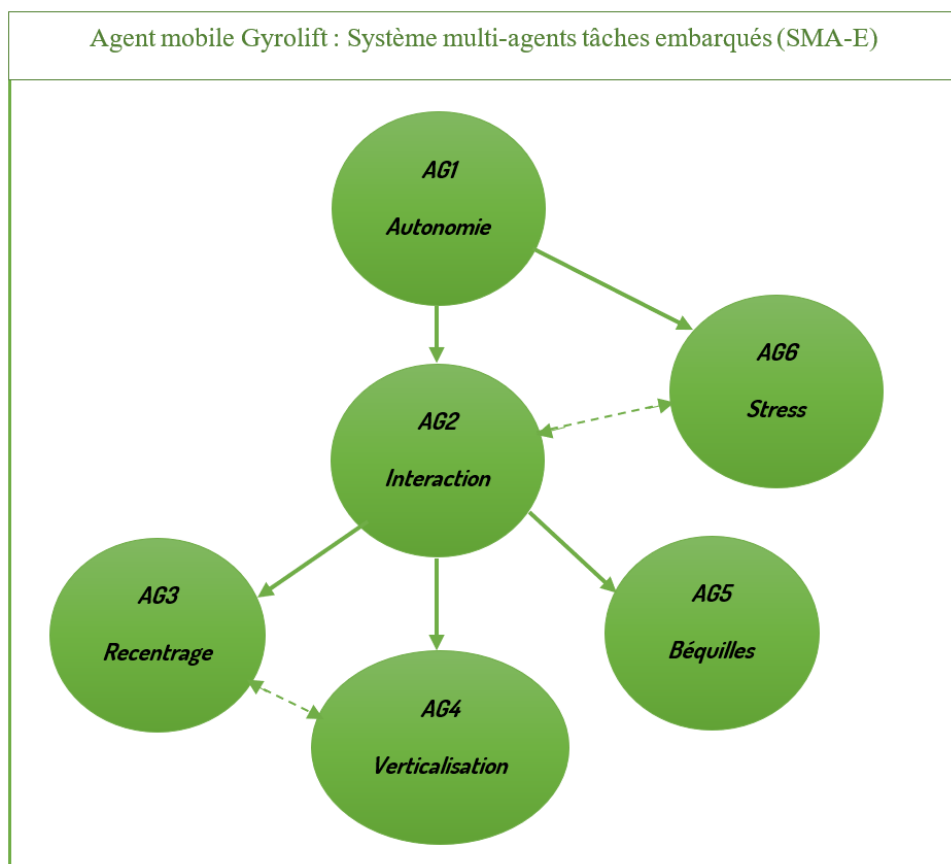 Agent mobile Gyrolift : Système multi-agents tâches embarqués (SMA-E)
AG1
Autonomie
AG6
Stress
AG2
Interaction
AG3
Recentrage
AG5
Béquilles
AG4
Verticalisation